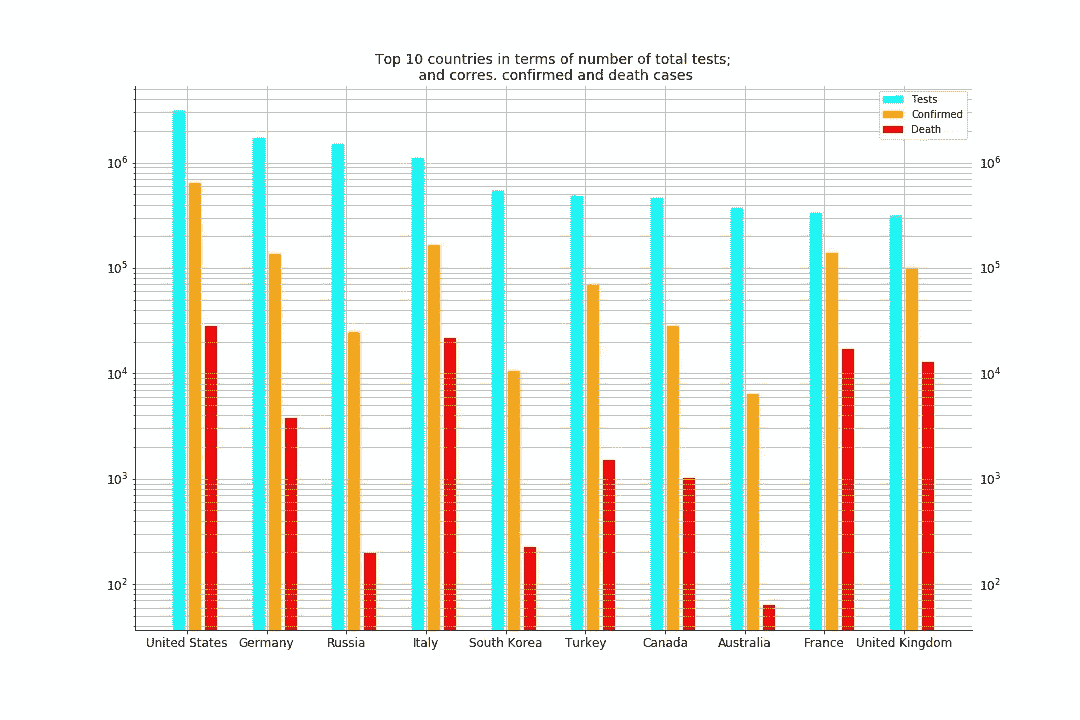 Top 10 countries in terms of number of total tests;
and corres. confirmed and death cases
Tests
Confirmed
Death
10⁶ 10⁶
10⁵ 10⁵
10⁴ 10⁴
10³ 10³
10² 10²
United States Germany Russia Italy South Korea Turkey Canada Australia France United Kingdom